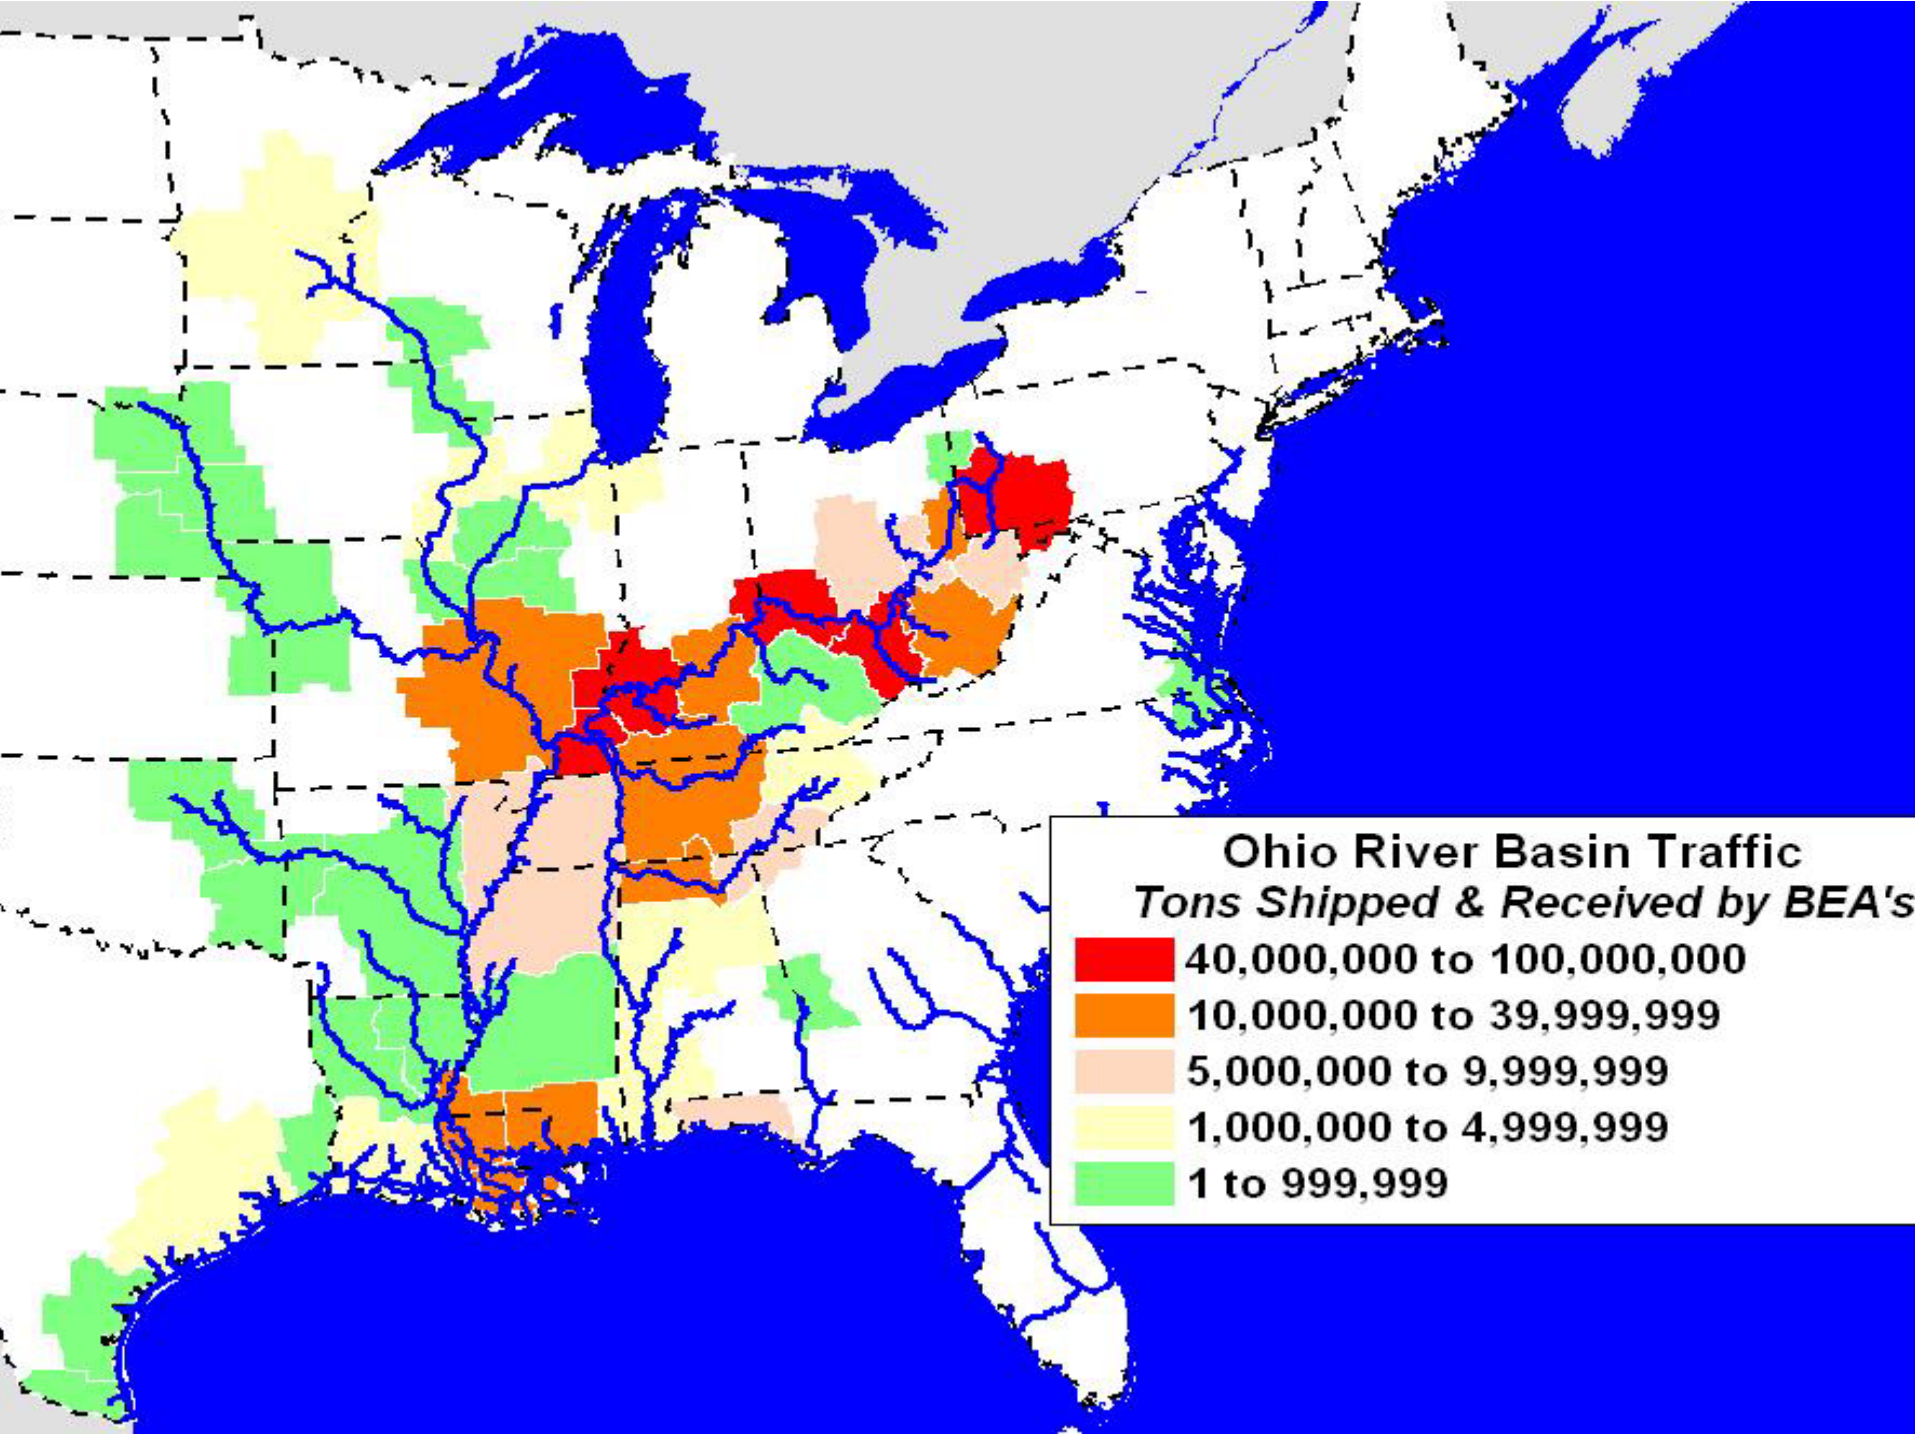 Ohio River Basin Traffic
Tons Shipped & Received by BEA's
40,000,000 to 100,000,000
10,000,000 to 39,999,999
5,000,000 to 9,999,999
1,000,000 to 4,999,999
1 to 999,999